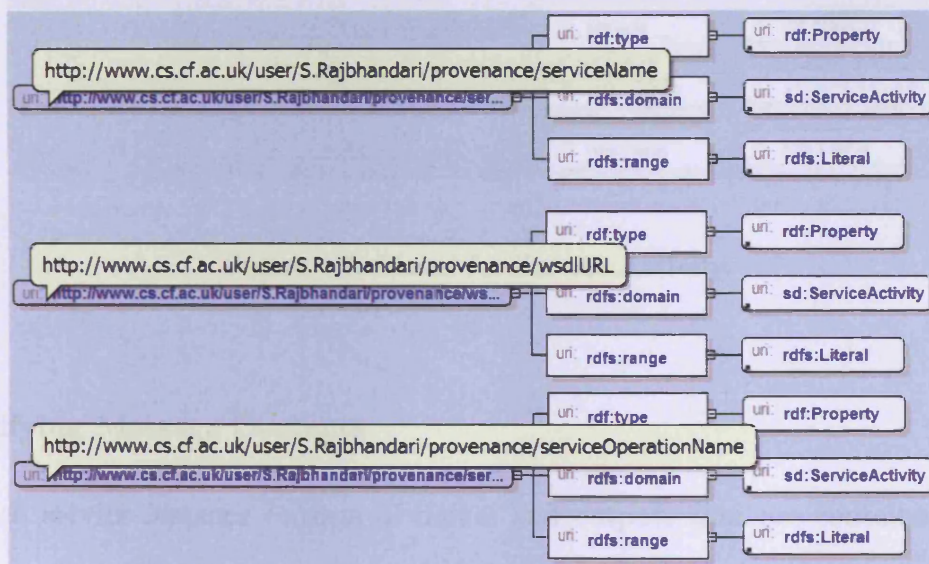 uri: rdf:type uri: rdf:Property
http://www.cs.cf.ac.uk/user/S.Rajbhandari/provenance/serviceName
uri: http://www.cs.cf.ac.uk/user/S.Rajbhandari/provenance/ser... uri: rdfs:domain uri: sd:ServiceActivity
uri: rdfs:range uri: rdfs:Literal
uri: rdf:type uri: rdf:Property
http://www.cs.cf.ac.uk/user/S.Rajbhandari/provenance/wsdlURL
uri: http://www.cs.cf.ac.uk/user/S.Rajbhandari/provenance/ws... uri: rdfs:domain uri: sd:ServiceActivity
uri: rdfs:range uri: rdfs:Literal
uri: rdf:type uri: rdf:Property
http://www.cs.cf.ac.uk/user/S.Rajbhandari/provenance/serviceOperationName
uri: http://www.cs.cf.ac.uk/user/S.Rajbhandari/provenance/ser... uri: rdfs:domain uri: sd:ServiceActivity
uri: rdfs:range uri: rdfs:Literal